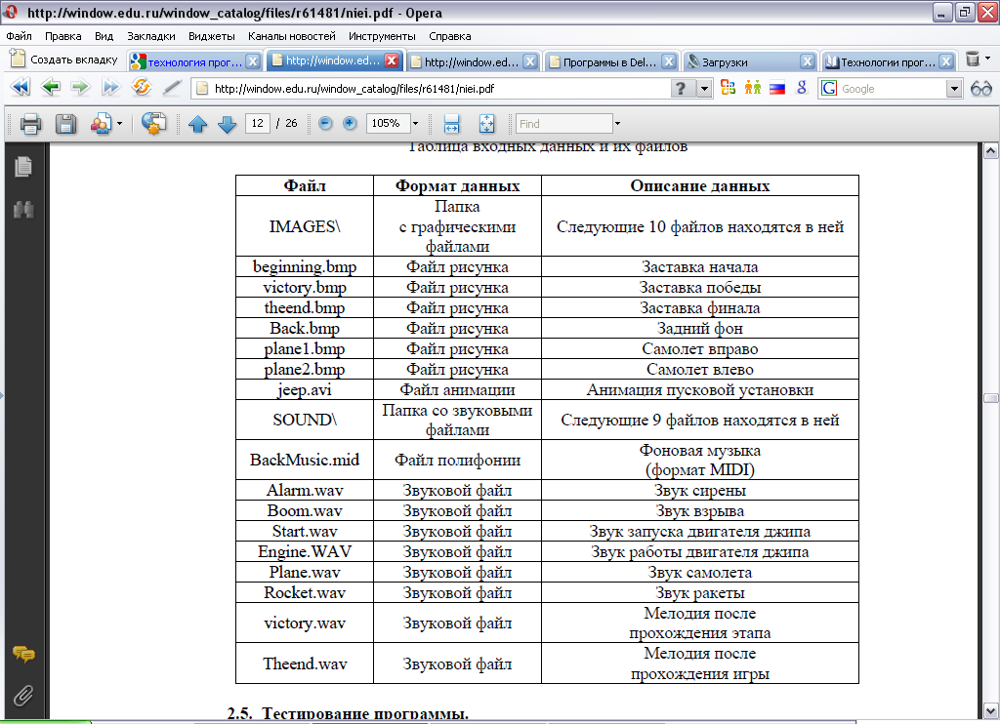 http://window.edu.ru/window_catalog/files/r61481/niei.pdf - Opera
Файл Правка Вид Закладки Виджеты Каналы новостей Инструменты Справка
Создать вкладку технология прог... http://window.ed... http://window.ed... Программы в Del... Загрузки Технологии прог...
http://window.edu.ru/window_catalog/files/r61481/niei.pdf ? G Google
12 / 26 105% Find
Таблица входных данных и их файлов
Файл Формат данных Описание данных
IMAGES\ Папка
с графическими
файлами Следующие 10 файлов находятся в ней
beginning.bmp Файл рисунка Заставка начала
victory.bmp Файл рисунка Заставка победы
theend.bmp Файл рисунка Заставка финала
Back.bmp Файл рисунка Задний фон
plane1.bmp Файл рисунка Самолет вправо
plane2.bmp Файл рисунка Самолет влево
jeep.avi Файл анимации Анимация пусковой установки
SOUND\ Папка со звуковыми
файлами Следующие 9 файлов находятся в ней
BackMusic.mid Файл полифонии Фоновая музыка
(формат MIDI)
Alarm.wav Звуковой файл Звук сирены
Boom.wav Звуковой файл Звук взрыва
Start.wav Звуковой файл Звук запуска двигателя джипа
Engine.WAV Звуковой файл Звук работы двигателя джипа
Plane.wav Звуковой файл Звук самолета
Rocket.wav Звуковой файл Звук ракеты
victory.wav Звуковой файл Мелодия после
прохождения этапа
Theend.wav Звуковой файл Мелодия после
прохождения игры
2.5. Тестирование программы.